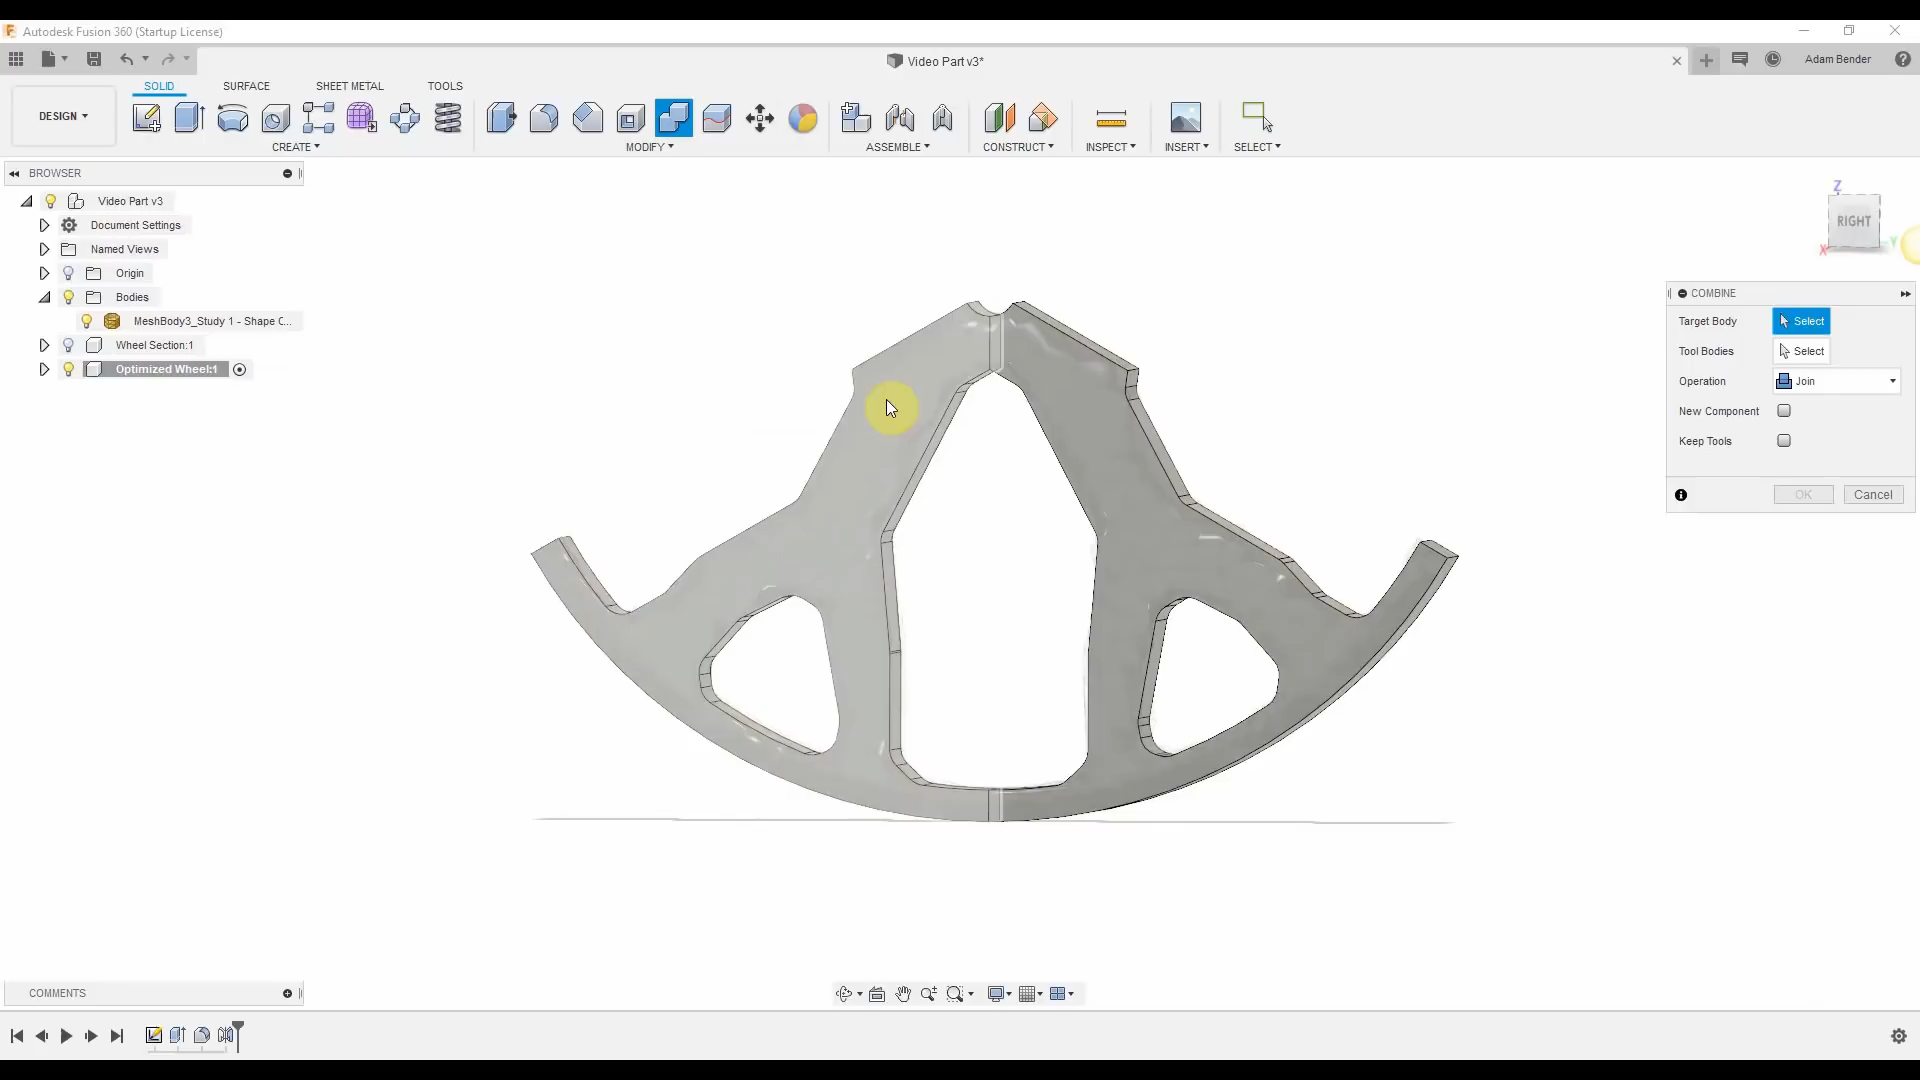 Autodesk Fusion 360 (Startup License)
Video Part v3*
Adam Bender
DESIGN
SOLID
SURFACE
SHEET METAL
TOOLS
CREATE
MODIFY
ASSEMBLE
CONSTRUCT
INSPECT
INSERT
SELECT
BROWSER
Video Part v3
Document Settings
Named Views
Origin
Bodies
MeshBody3_Study 1 - Shape C...
Wheel Section:1
Optimized Wheel:1
Z
RIGHT
X
Y
COMBINE
Target Body
Select
Tool Bodies
Select
Operation
Join
New Component
Keep Tools
OK
Cancel
COMMENTS